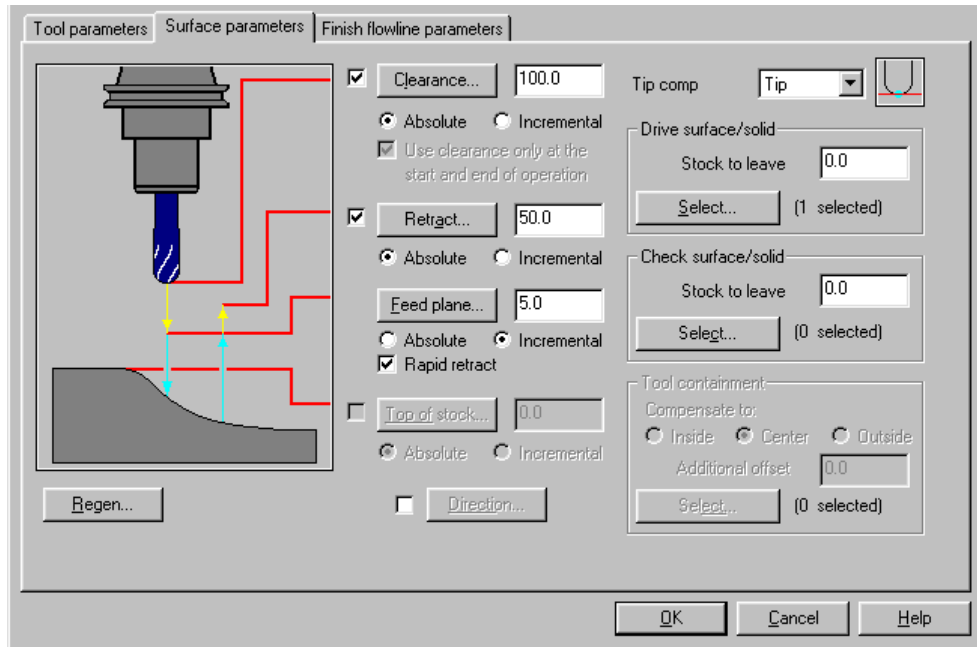 Tool parameters Surface parameters Finish flowline parameters
Clearance... 100.0
Absolute Incremental
Use clearance only at the
start and end of operation
Retract... 50.0
Absolute Incremental
Feed plane... 5.0
Absolute Incremental
Rapid retract
Top of stock... 0.0
Absolute Incremental
Regen...
Direction...
Tip comp Tip
Drive surface/solid
Stock to leave 0.0
Select... (1 selected)
Check surface/solid
Stock to leave 0.0
Select... (0 selected)
Tool containment
Compensate to:
Inside Center Outside
Additional offset 0.0
Select... (0 selected)
OK Cancel Help